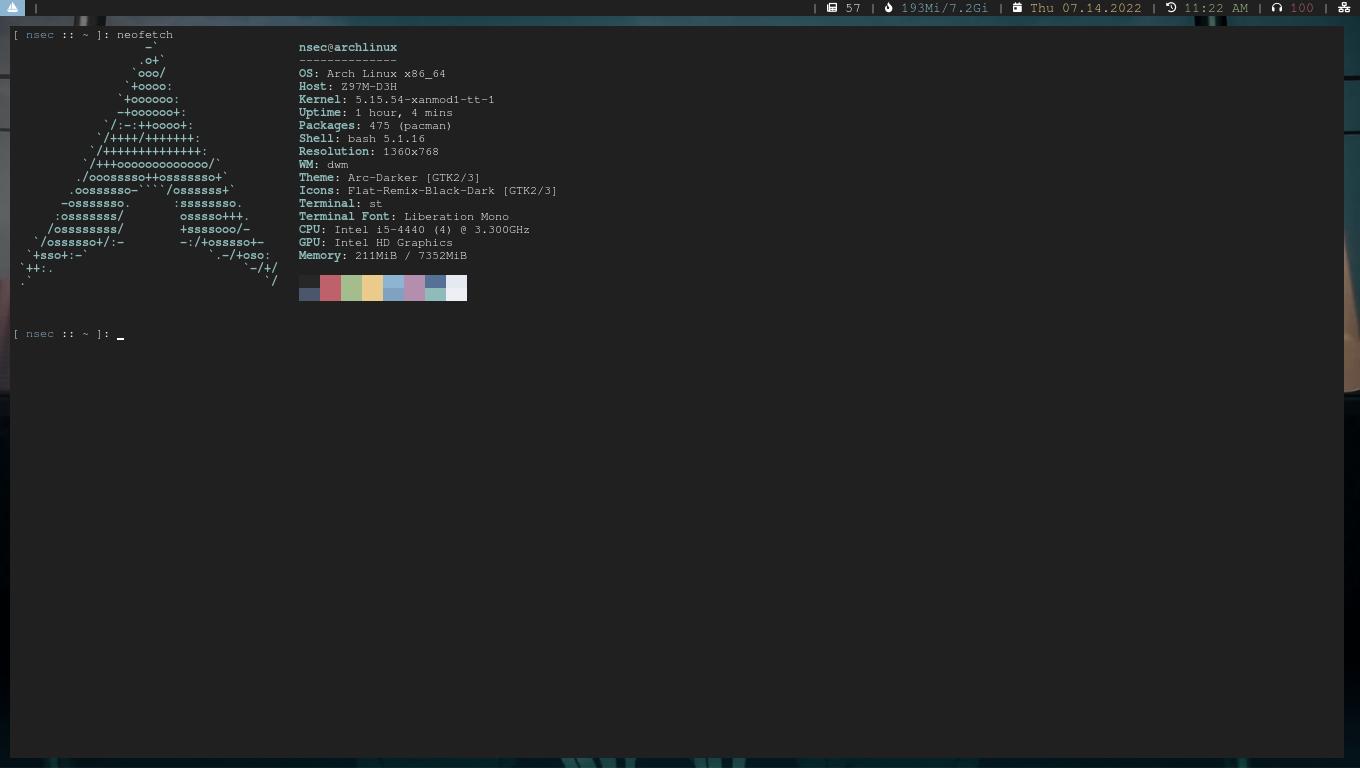 | | 57 | 193Mi/7.2Gi | Thu 07.14.2022 | 11:22 AM | 100 |
[ nsec :: ~ ]: neofetch
-` nsec@archlinux
.o+` --------------
`ooo/ OS: Arch Linux x86_64
`+oooo: Host: Z97M-D3H
`+oooooo: Kernel: 5.15.54-xanmod1-tt-1
-+oooooo+: Uptime: 1 hour, 4 mins
`/:-:++oooo+: Packages: 475 (pacman)
`/++++/+++++++: Shell: bash 5.1.16
`/++++++++++++++: Resolution: 1360x768
`/+++ooooooooooooo/` WM: dwm
./ooosssso++osssssso+` Theme: Arc-Darker [GTK2/3]
.oossssso-````/ossssss+` Icons: Flat-Remix-Black-Dark [GTK2/3]
-osssssso. :ssssssso. Terminal: st
:osssssss/ osssso+++. Terminal Font: Liberation Mono
/ossssssss/ +ssssooo/- CPU: Intel i5-4440 (4) @ 3.300GHz
`/ossssso+/:- -:/+osssso+- GPU: Intel HD Graphics
`+sso+:-` `.-/+oso: Memory: 211MiB / 7352MiB
`++:. `-/+/
.` `/
[ nsec :: ~ ]: